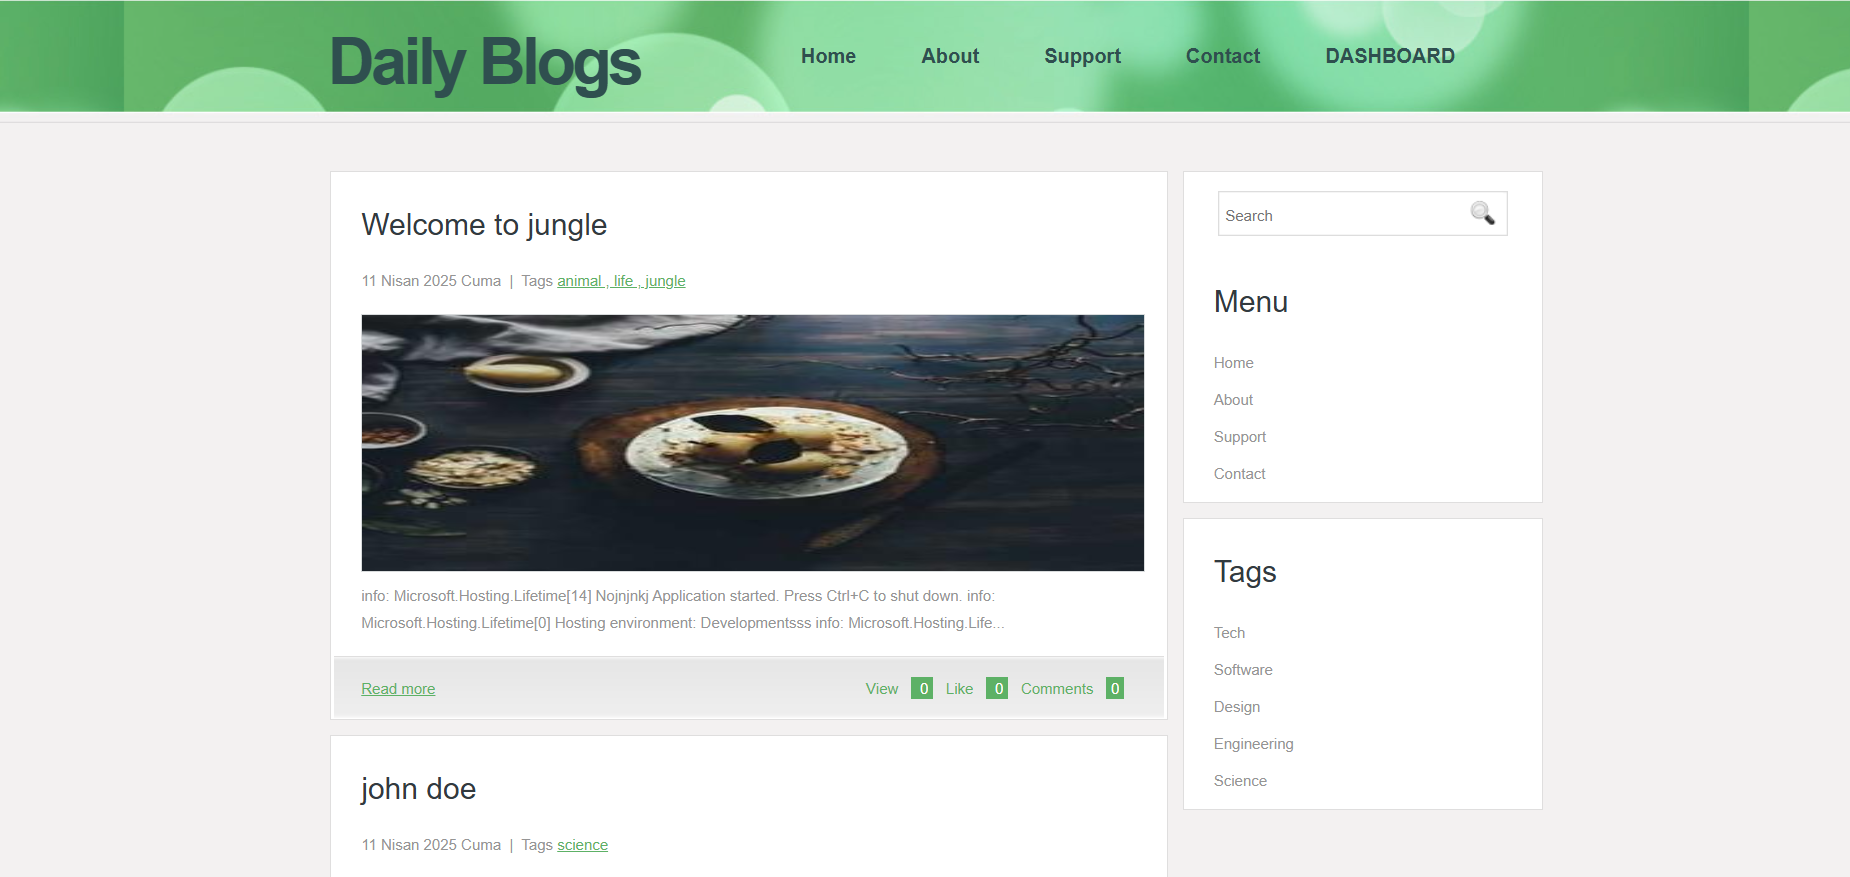 Daily Blogs
Home About Support Contact DASHBOARD
Welcome to jungle
11 Nisan 2025 Cuma | Tags animal , life , jungle
info: Microsoft.Hosting.Lifetime[14] Nojnjnkj Application started. Press Ctrl+C to shut down. info:
Microsoft.Hosting.Lifetime[0] Hosting environment: Developmentsss info: Microsoft.Hosting.Life...
Read more View 0 Like 0 Comments 0
john doe
11 Nisan 2025 Cuma | Tags science
Search
Menu
Home
About
Support
Contact
Tags
Tech
Software
Design
Engineering
Science